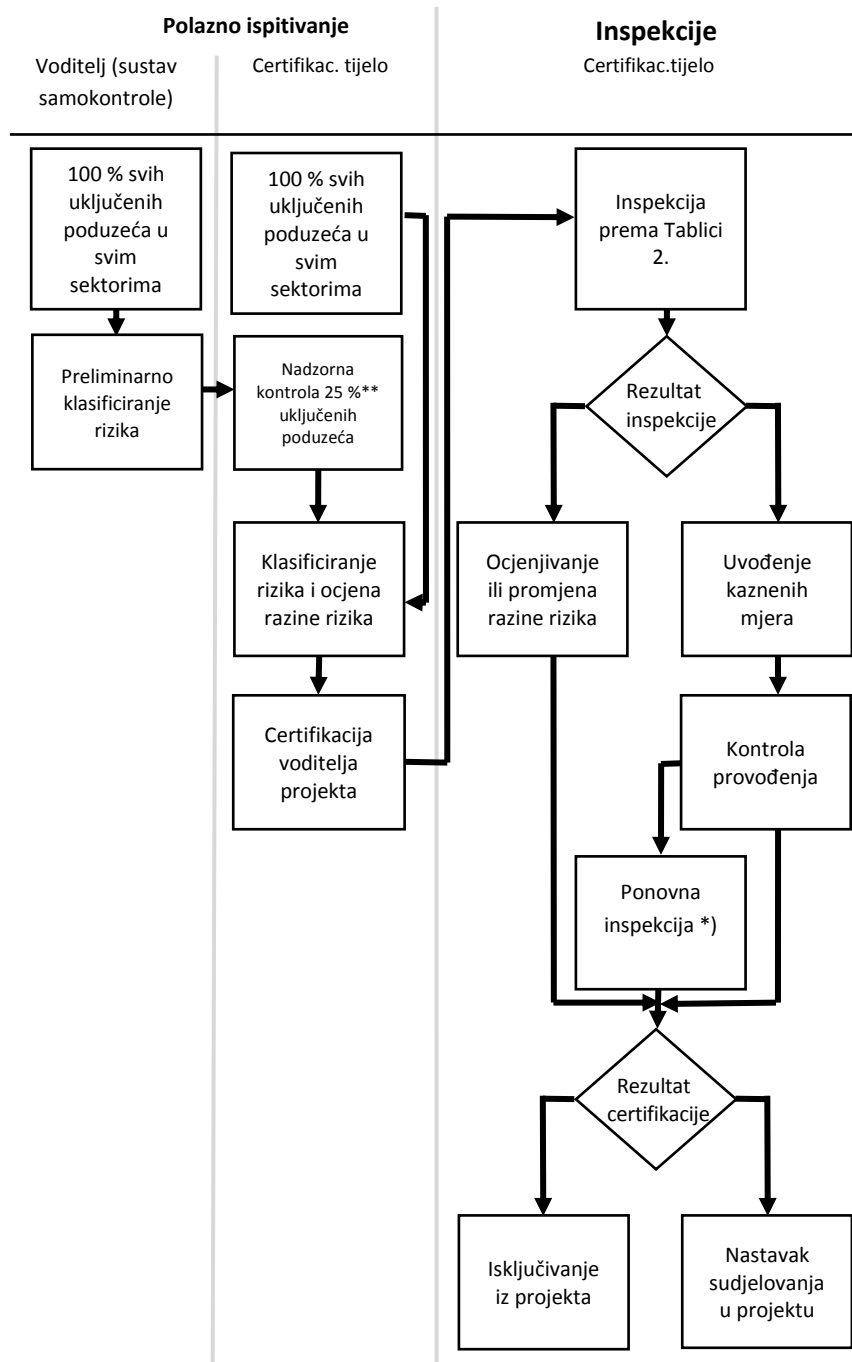 Polazno ispitivanje
Inspekcije
Voditelj (sustav
samokontrole)
Certifikac. tijelo
Certifikac.tijelo
100 % svih
uključenih
poduzeća u
svim
sektorima
100 % svih
uključenih
poduzeća u
svim
sektorima
Inspekcija
prema Tablici
2.
Preliminarno
klasificiranje
rizika
Nadzorna
kontrola 25 %**
uključenih
poduzeća
Rezultat
inspekcije
Klasificiranje
rizika i ocjena
razine rizika
Ocjenjivanje
ili promjena
razine rizika
Uvođenje
kaznenih
mjera
Certifikacija
voditelja
projekta
Kontrola
provođenja
Ponovna
inspekcija *)
Rezultat
certifikacije
Isključivanje
iz projekta
Nastavak
sudjelovanja
u projektu